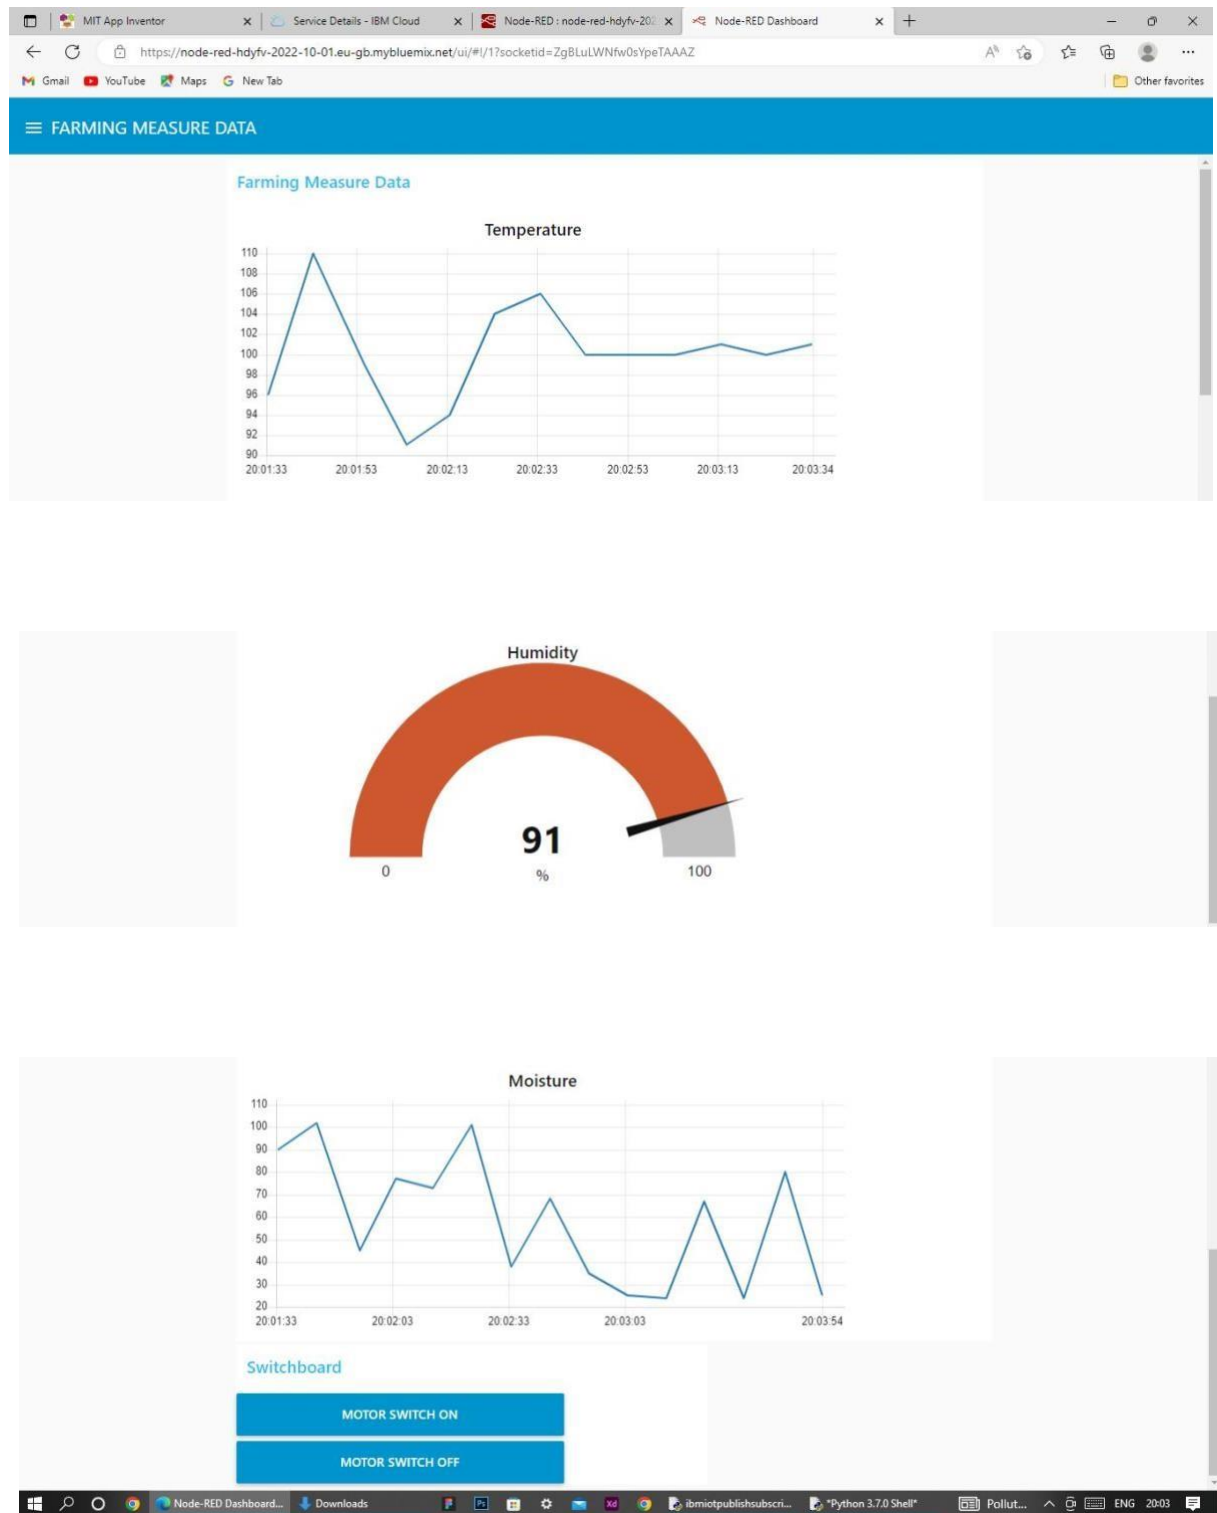 MIT App Inventor Service Details - IBM Cloud Node-RED : node-red-hdyfv-202 Node-RED Dashboard
https://node-red-hdyfv-2022-10-01.eu-gb.mybluemix.net/ui/#!/1?socketid=ZgBLuLWNfw0sYpeTAAAZ
Gmail YouTube Maps New Tab Other favorites
FARMING MEASURE DATA
Farming Measure Data
Temperature
110
108
106
104
102
100
98
96
94
92
90
20:01:33 20:01:53 20:02:13 20:02:33 20:02:53 20:03:13 20:03:34
Humidity
91
%
0 100
Moisture
110
100
90
80
70
60
50
40
30
20
20:01:33 20:02:03 20:02:33 20:03:03 20:03:54
Switchboard
MOTOR SWITCH ON
MOTOR SWITCH OFF
Node-RED Dashboard... Downloads Ps Xd ibmiotpublishsubscri... *Python 3.7.0 Shell* Pollut... ENG 20:03